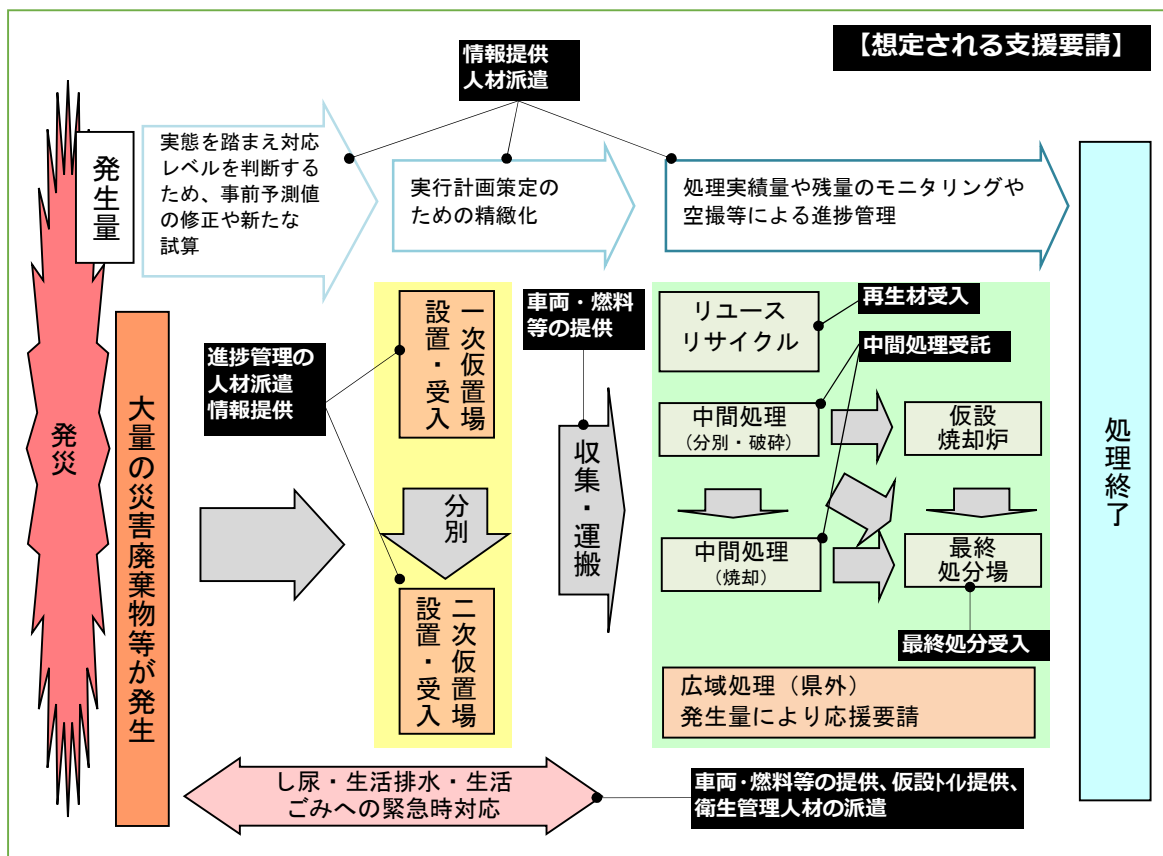 【想定される支援要請】
情報提供
人材派遣
発生量
実態を踏まえ対応
レベルを判断する
ため、事前予測値
の修正や新たな
試算
実行計画策定の
ための精緻化
処理実績量や残量のモニタリングや
空撮等による進捗管理
発災
大量の災害廃棄物等が発生
進捗管理の
人材派遣
情報提供
一次仮置場
設置・受入
分別
二次仮置場
設置・受入
車両・燃料
等の提供
収集・運搬
リユース
リサイクル
再生材受入
中間処理受託
中間処理
(分別・破砕)
仮設
焼却炉
中間処理
(焼却)
最終
処分場
最終処分受入
広域処理（県外）
発生量により応援要請
処理終了
し尿・生活排水・生活
ごみへの緊急時対応
車両・燃料等の提供、仮設ﾄｲﾚ提供、
衛生管理人材の派遣